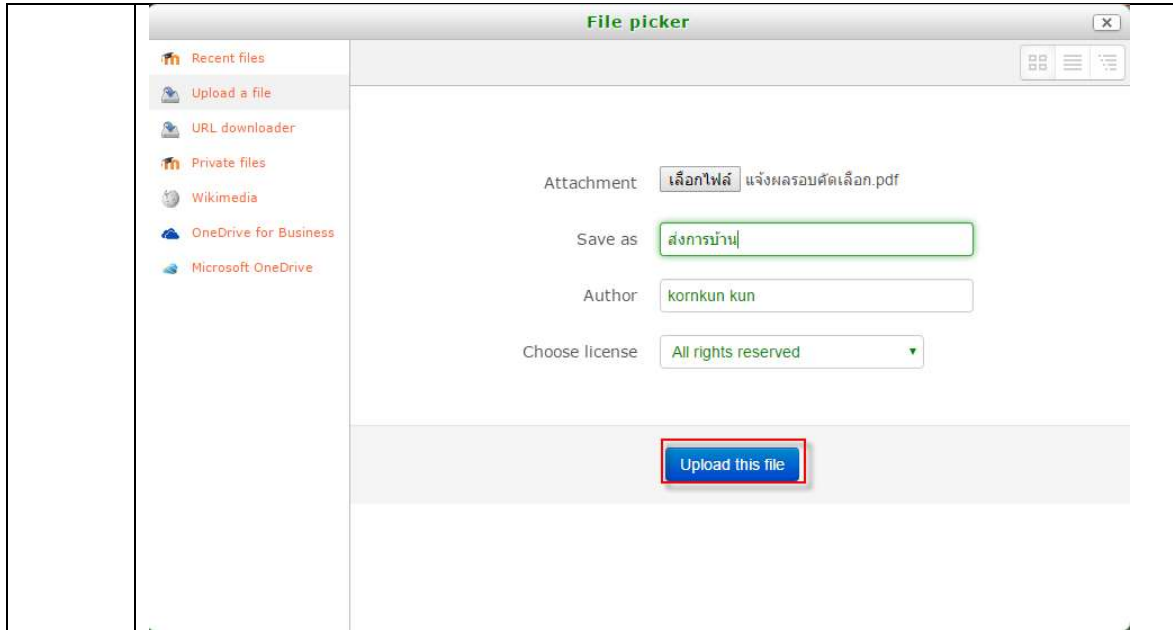 File picker
Recent files
Upload a file
URL downloader
Private files
Wikimedia
OneDrive for Business
Microsoft OneDrive
Attachment เลือกไฟล์ แจ้งผลรอบคัดเลือก.pdf
Save as ส่งการบ้าน
Author kornkun kun
Choose license All rights reserved
Upload this file